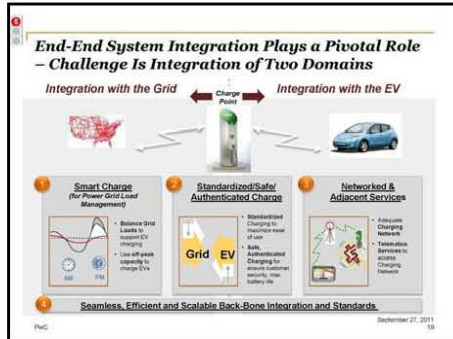 6
End-End System Integration Plays a Pivotal Role
– Challenge Is Integration of Two Domains
Integration with the Grid
Charge
Point
Integration with the EV
1
Smart Charge
(for Power Grid Load
Management)
• Balance Grid
Loads to
support EV
charging
• Use off-peak
capacity to
charge EVs
AM
PM
2
Standardized/Safe/
Authenticated Charge
Grid
EV
• Standardized
Charging to
maximize ease
of use
• Safe,
Authenticated
Charging for
ensure customer
security, max
battery life
3
Networked &
Adjacent Services
• Adequate
Charging
Network
• Telematics
Services to
access
Charging
Network
4
Seamless, Efficient and Scalable Back-Bone Integration and Standards
PwC
September 27, 2011
19